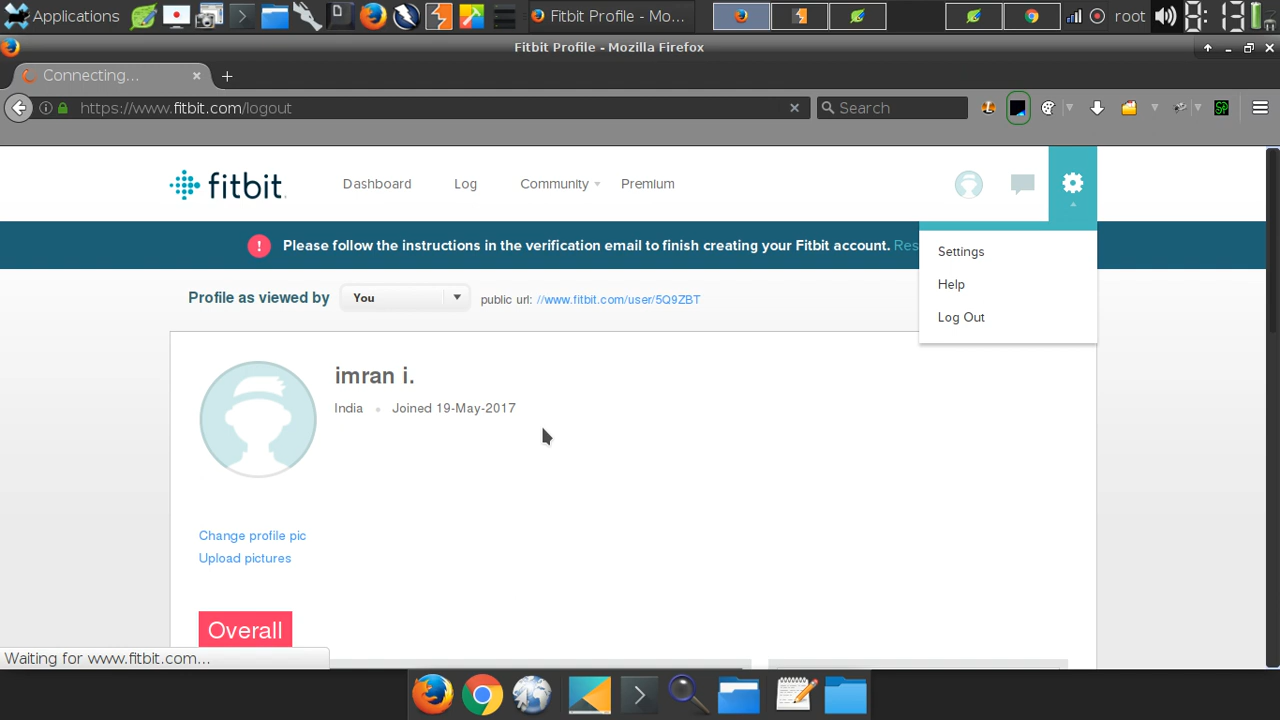 Applications
Fitbit Profile - Mo...
root
8:13
Fitbit Profile - Mozilla Firefox
Connecting...
https://www.fitbit.com/logout
Search
fitbit
Dashboard
Log
Community
Premium
! Please follow the instructions in the verification email to finish creating your Fitbit account. Res
Settings
Help
Log Out
Profile as viewed by
You
public url: //www.fitbit.com/user/5Q9ZBT
imran i.
India • Joined 19-May-2017
Change profile pic
Upload pictures
Overall
Waiting for www.fitbit.com...